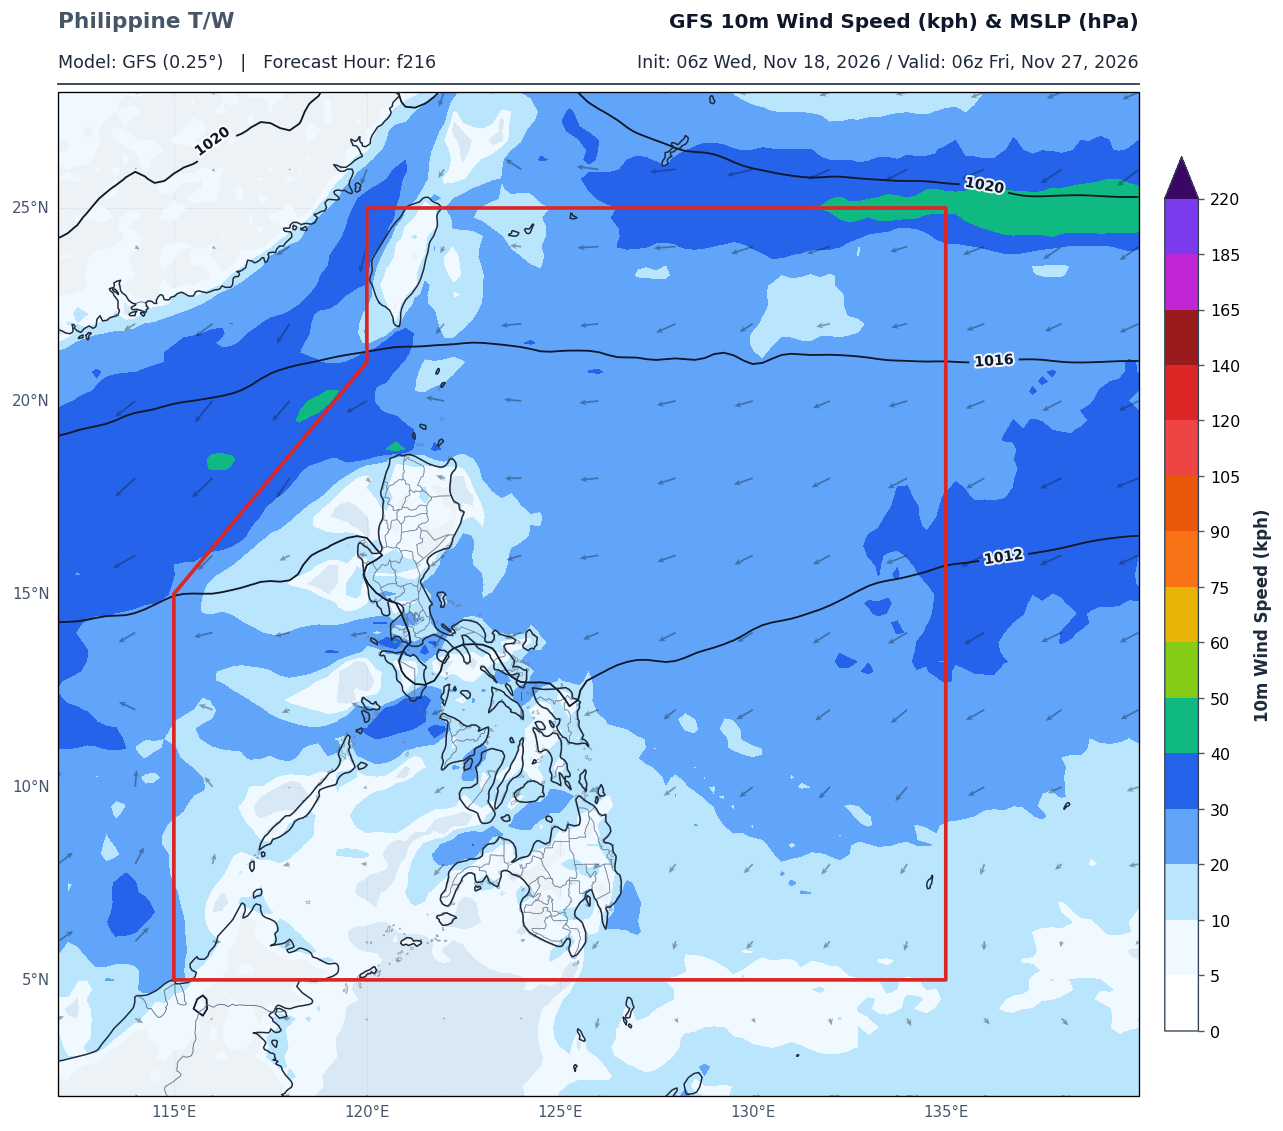 Philippine T/W
GFS 10m Wind Speed (kph) & MSLP (hPa)
Model: GFS (0.25°) | Forecast Hour: f216
Init: 06z Wed, Nov 18, 2026 / Valid: 06z Fri, Nov 27, 2026
1020
1020
1016
1012
25°N
20°N
15°N
10°N
5°N
115°E
120°E
125°E
130°E
135°E
220
185
165
140
120
105
90
75
60
50
40
30
20
10
5
0
10m Wind Speed (kph)